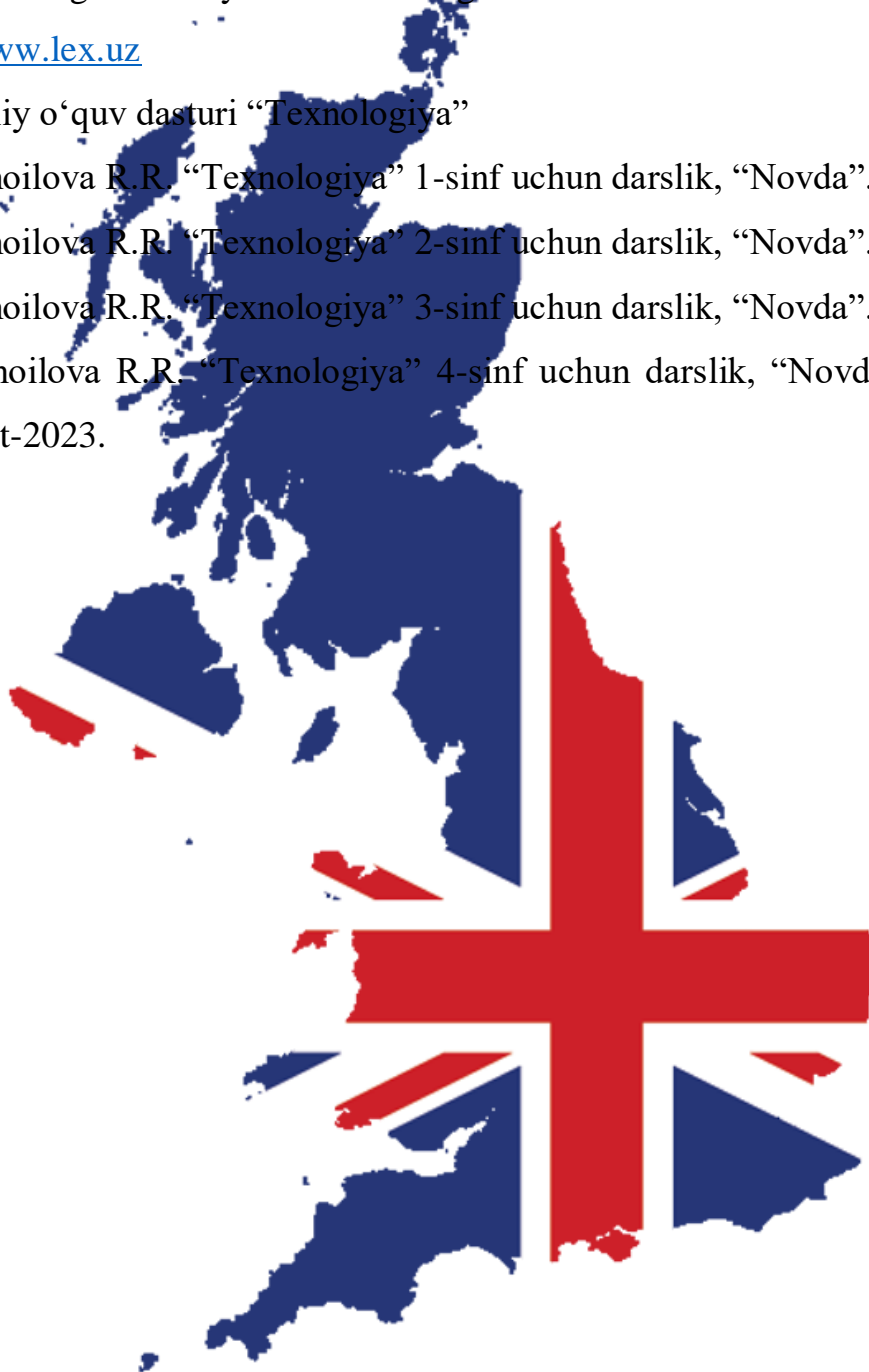 ww.lex.uz
iy o‘quv dasturi “Texnologiya”
oilova R.R. “Texnologiya” 1-sinf uchun darslik, “Novda”.
oilova R.R. “Texnologiya” 2-sinf uchun darslik, “Novda”.
oilova R.R. “Texnologiya” 3-sinf uchun darslik, “Novda”.
noilova R.R. “Texnologiya” 4-sinf uchun darslik, “Novd
t-2023.